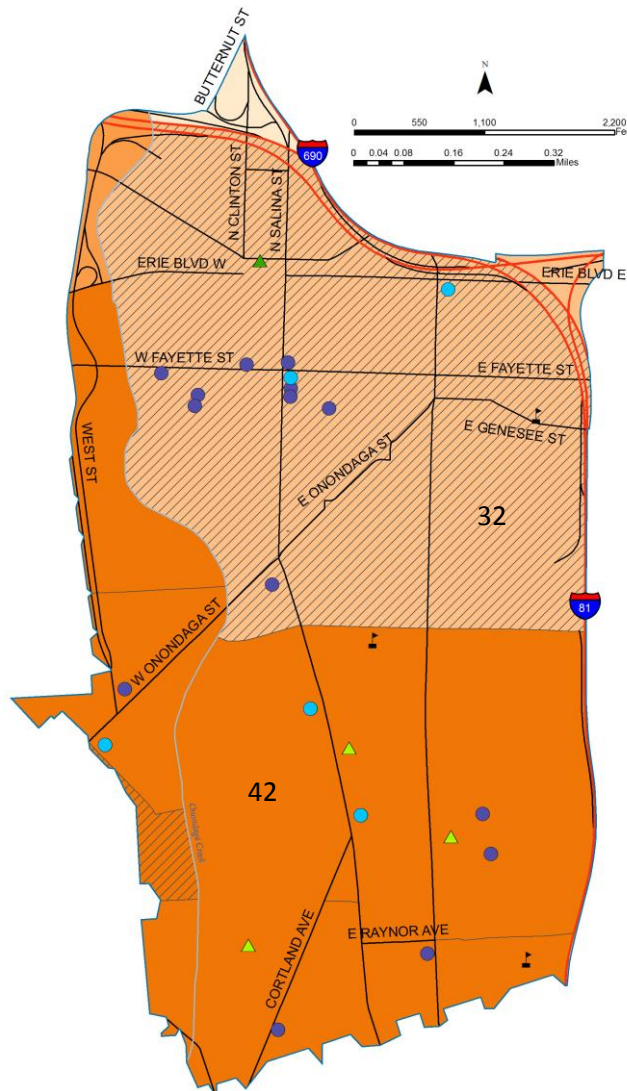 BUTTERNUT ST
N
0 550 1,100 2,200
Fe
0 0.04 0.08 0.16 0.24 0.32
Miles
690
N CLINTON ST
N SALINA ST
ERIE BLVD W
ERIE BLVD E
W FAYETTE ST
E FAYETTE ST
WEST ST
E GENESEE ST
E ONONDAGA ST
32
81
W ONONDAGA ST
42
Onondaga Creek
CORTLAND AVE
E RAYNOR AVE